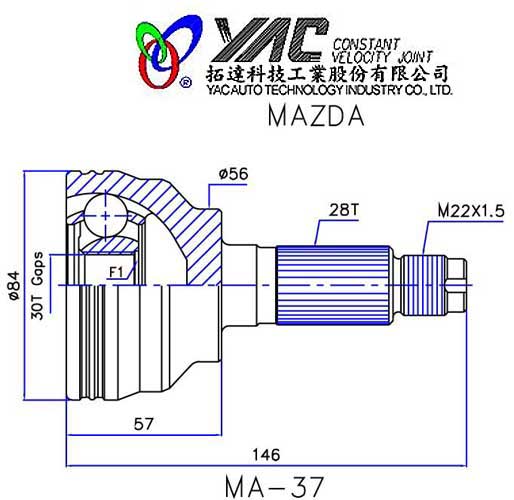 YAC CONSTANT
VELOCITY JOINT
®
拓達科技工業股份有限公司
YAC AUTO TECHNOLOGY INDUSTRY CO., LTD.
MAZDA
ø56
28T
M22X1.5
ø84
30T Gaps
F1
57
146
MA-37